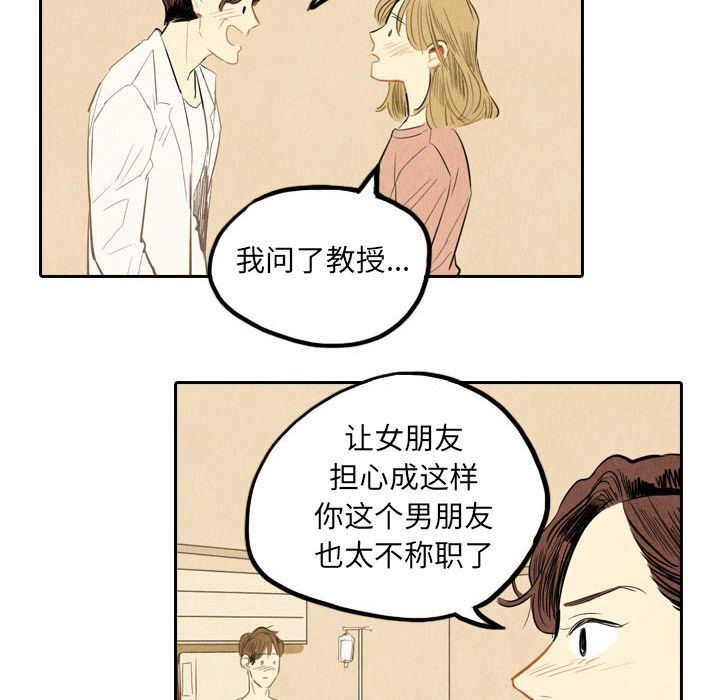 我问了教授...
让女朋友
担心成这样
你这个男朋友
也太不称职了